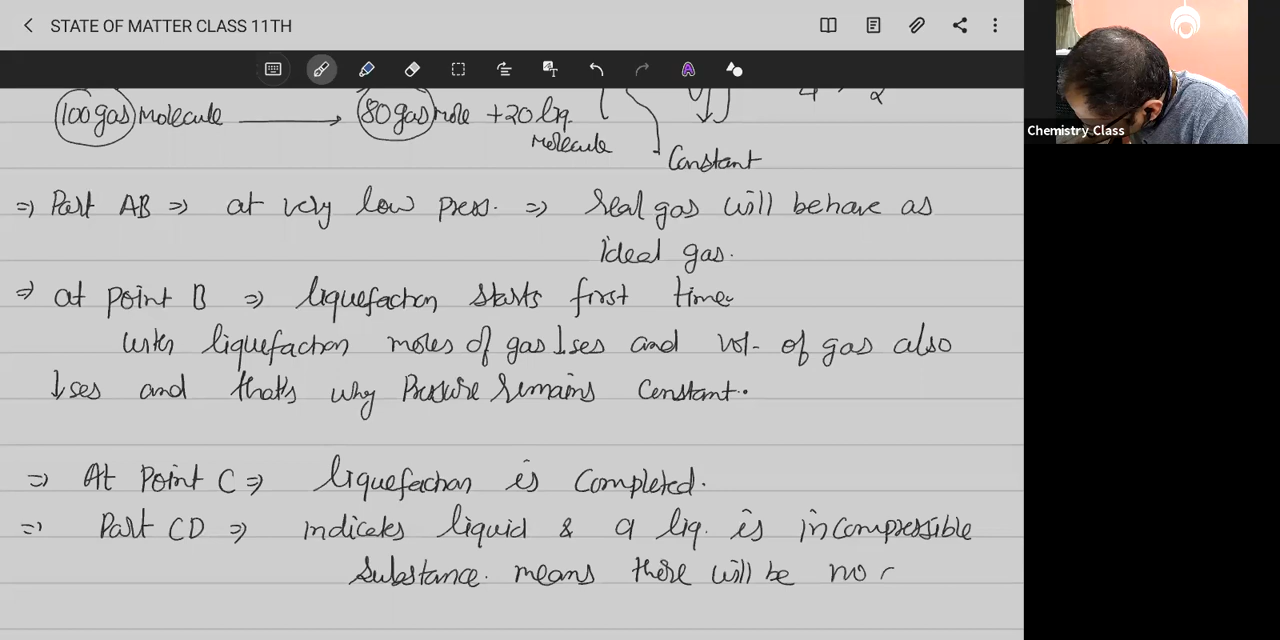 STATE OF MATTER CLASS 11TH
Chemistry Class
100 gas molecule → 80 gas mole + 20 liq.
molecule
Constant
⇒ Part AB ⇒ at very low press. ⇒ real gas will behave as
ideal gas.
⇒ at point B ⇒ liquefaction starts first time
with liquefaction moles of gas ↓ses and vol. of gas also
↓ses and that's why Pressure remains Constant.
⇒ At Point C ⇒ liquefaction is Completed.
⇒ Part CD ⇒ indicates liquid & a liq. is incompressible
Substance. means there will be no